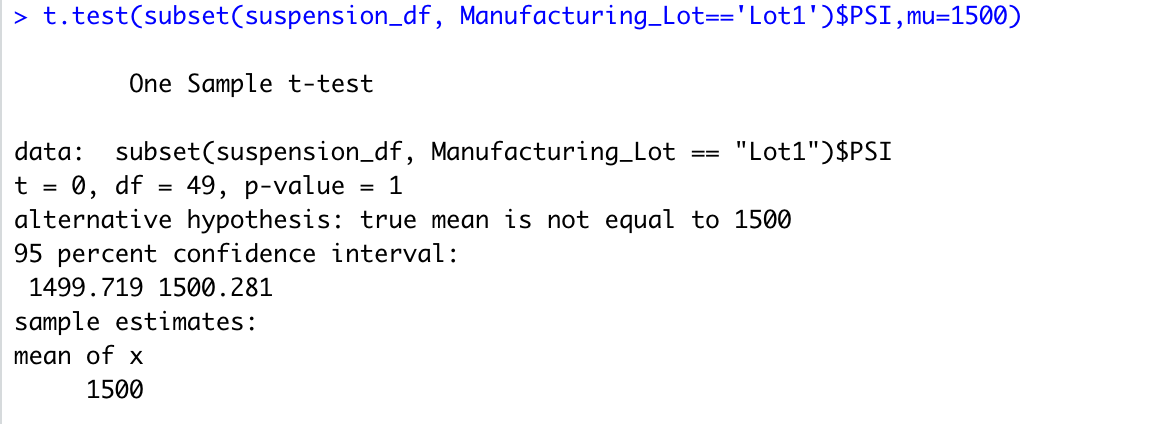 > t.test(subset(suspension_df, Manufacturing_Lot=='Lot1')$PSI,mu=1500)
One Sample t-test
data:  subset(suspension_df, Manufacturing_Lot == "Lot1")$PSI
t = 0, df = 49, p-value = 1
alternative hypothesis: true mean is not equal to 1500
95 percent confidence interval:
1499.719 1500.281
sample estimates:
mean of x
1500